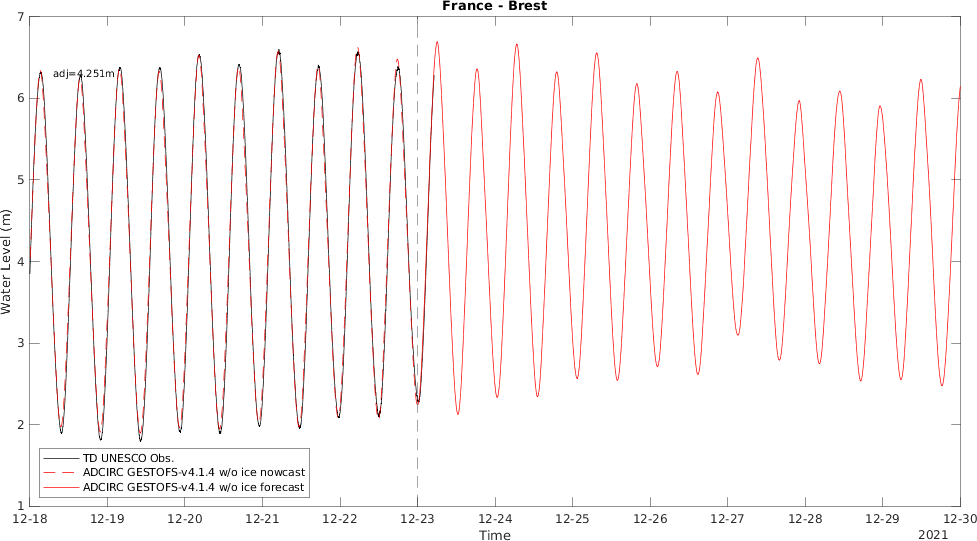 France - Brest
7
adj=4.251m
6
5
4
3
2
1
Water Level (m)
TD UNESCO Obs.
ADCIRC GESTOFS-v4.1.4 w/o ice nowcast
ADCIRC GESTOFS-v4.1.4 w/o ice forecast
12-18 12-19 12-20 12-21 12-22 12-23 12-24 12-25 12-26 12-27 12-28 12-29 12-30
Time
2021